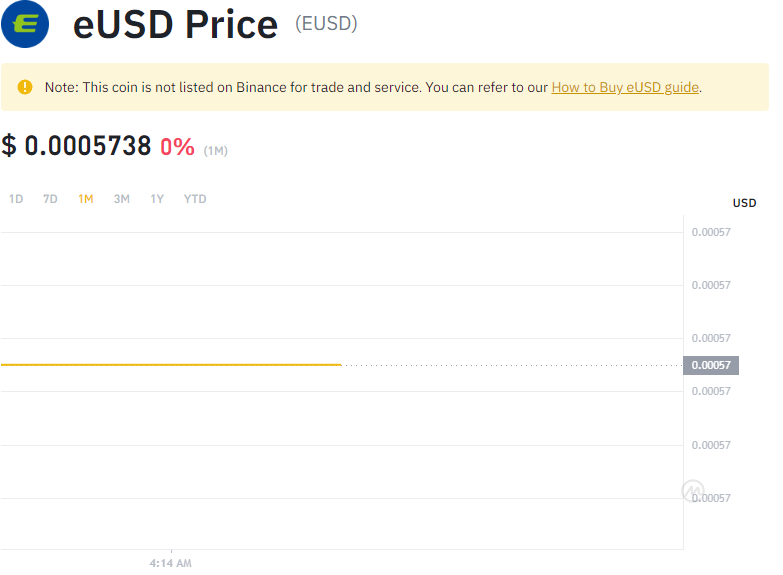 eUSD Price (EUSD)
Note: This coin is not listed on Binance for trade and service. You can refer to our How to Buy eUSD guide.
$ 0.0005738 0% (1M)
1D 7D 1M 3M 1Y YTD
USD
0.00057
0.00057
0.00057
0.00057
0.00057
0.00057
0.00057
4:14 AM